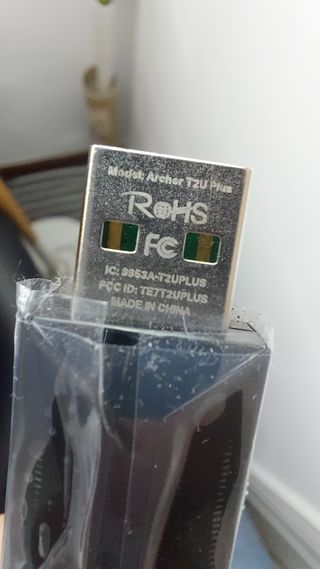 Model: Archer T2U Plus
RoHS
FC
IC: 8853A-T2UPLUS
FCC ID: TE7T2UPLUS
MADE IN CHINA